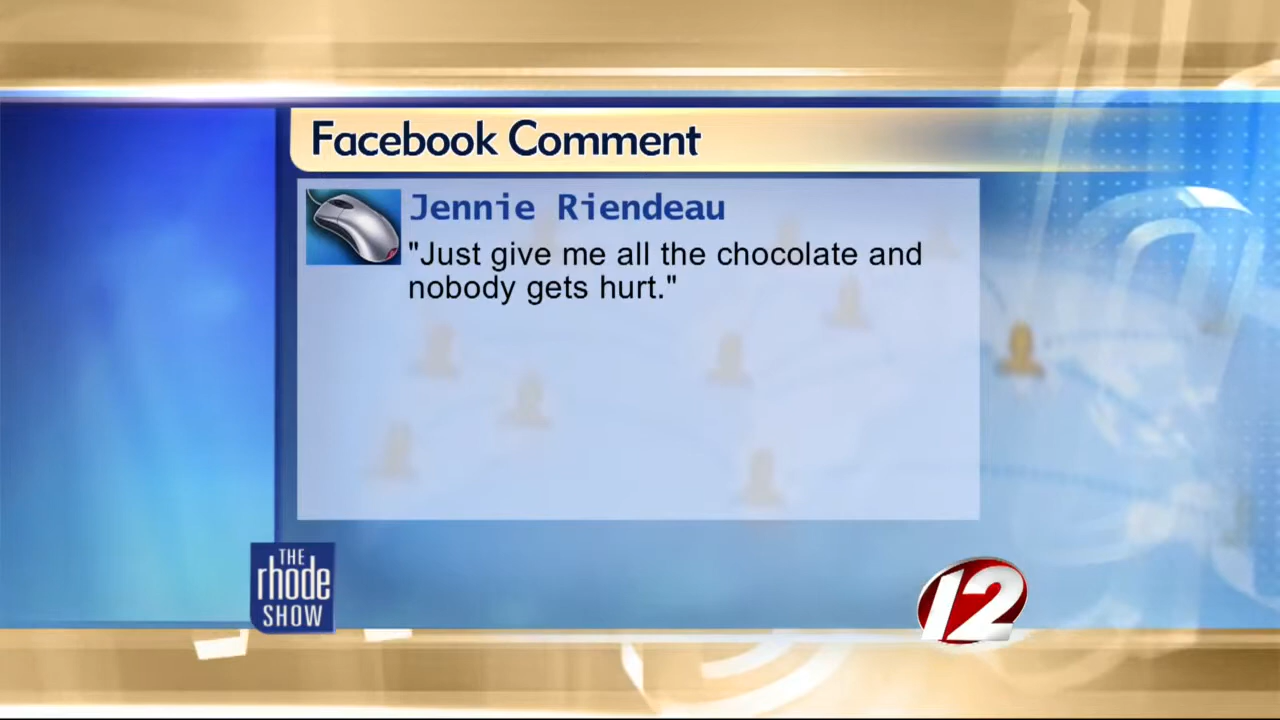 Facebook Comment
Jennie Riendeau
"Just give me all the chocolate and
nobody gets hurt."
THE
rhode
SHOW
12